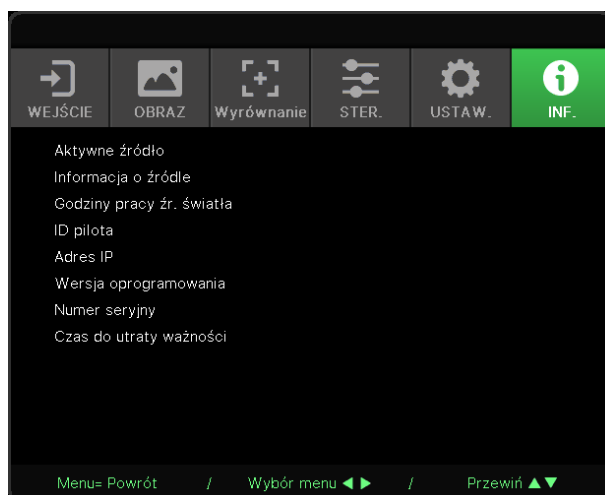 WEJŚCIE OBRAZ Wyrównanie STER. USTAW. INF.
Aktywne źródło
Informacja o źródle
Godziny pracy źr. światła
ID pilota
Adres IP
Wersja oprogramowania
Numer seryjny
Czas do utraty ważności
Menu= Powrót / Wybór menu ◀ ▶ / Przewiń ▲▼